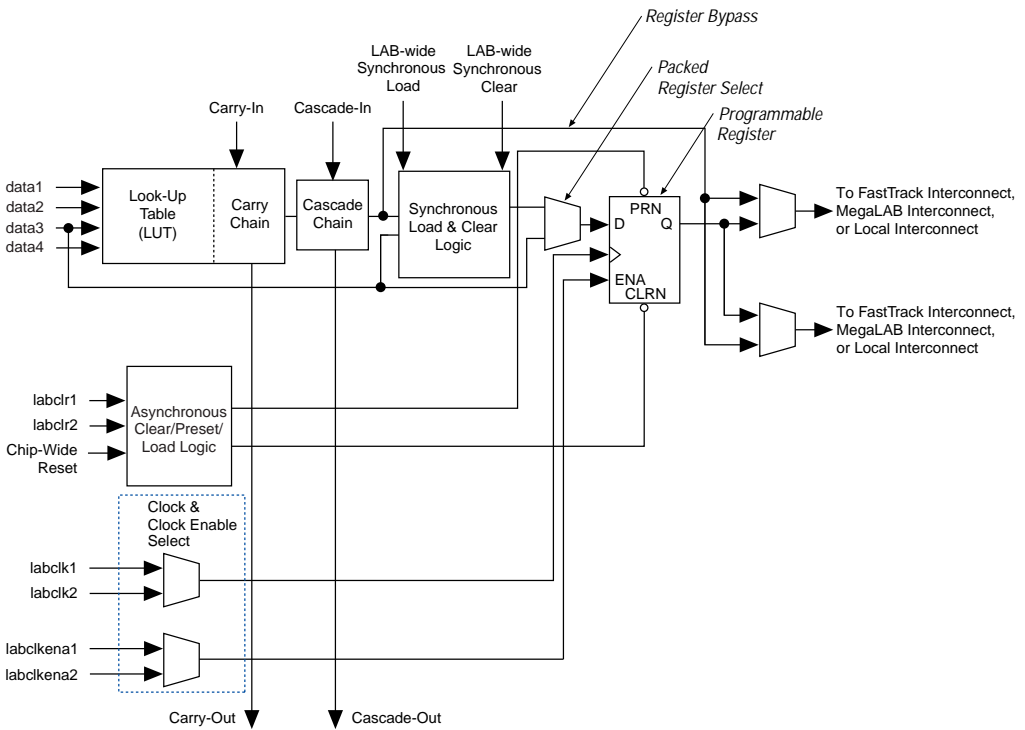 Register Bypass
LAB-wide
Synchronous
Load
LAB-wide
Synchronous
Clear
Packed
Register Select
Carry-In
Cascade-In
Programmable
Register
data1
data2
data3
data4
Look-Up
Table
(LUT)
Carry
Chain
Cascade
Chain
Synchronous
Load & Clear
Logic
PRN
D
Q
ENA
CLRN
To FastTrack Interconnect,
MegaLAB Interconnect,
or Local Interconnect
To FastTrack Interconnect,
MegaLAB Interconnect,
or Local Interconnect
labclr1
labclr2
Chip-Wide
Reset
Asynchronous
Clear/Preset/
Load Logic
Clock &
Clock Enable
Select
labclk1
labclk2
labclkena1
labclkena2
Carry-Out
Cascade-Out